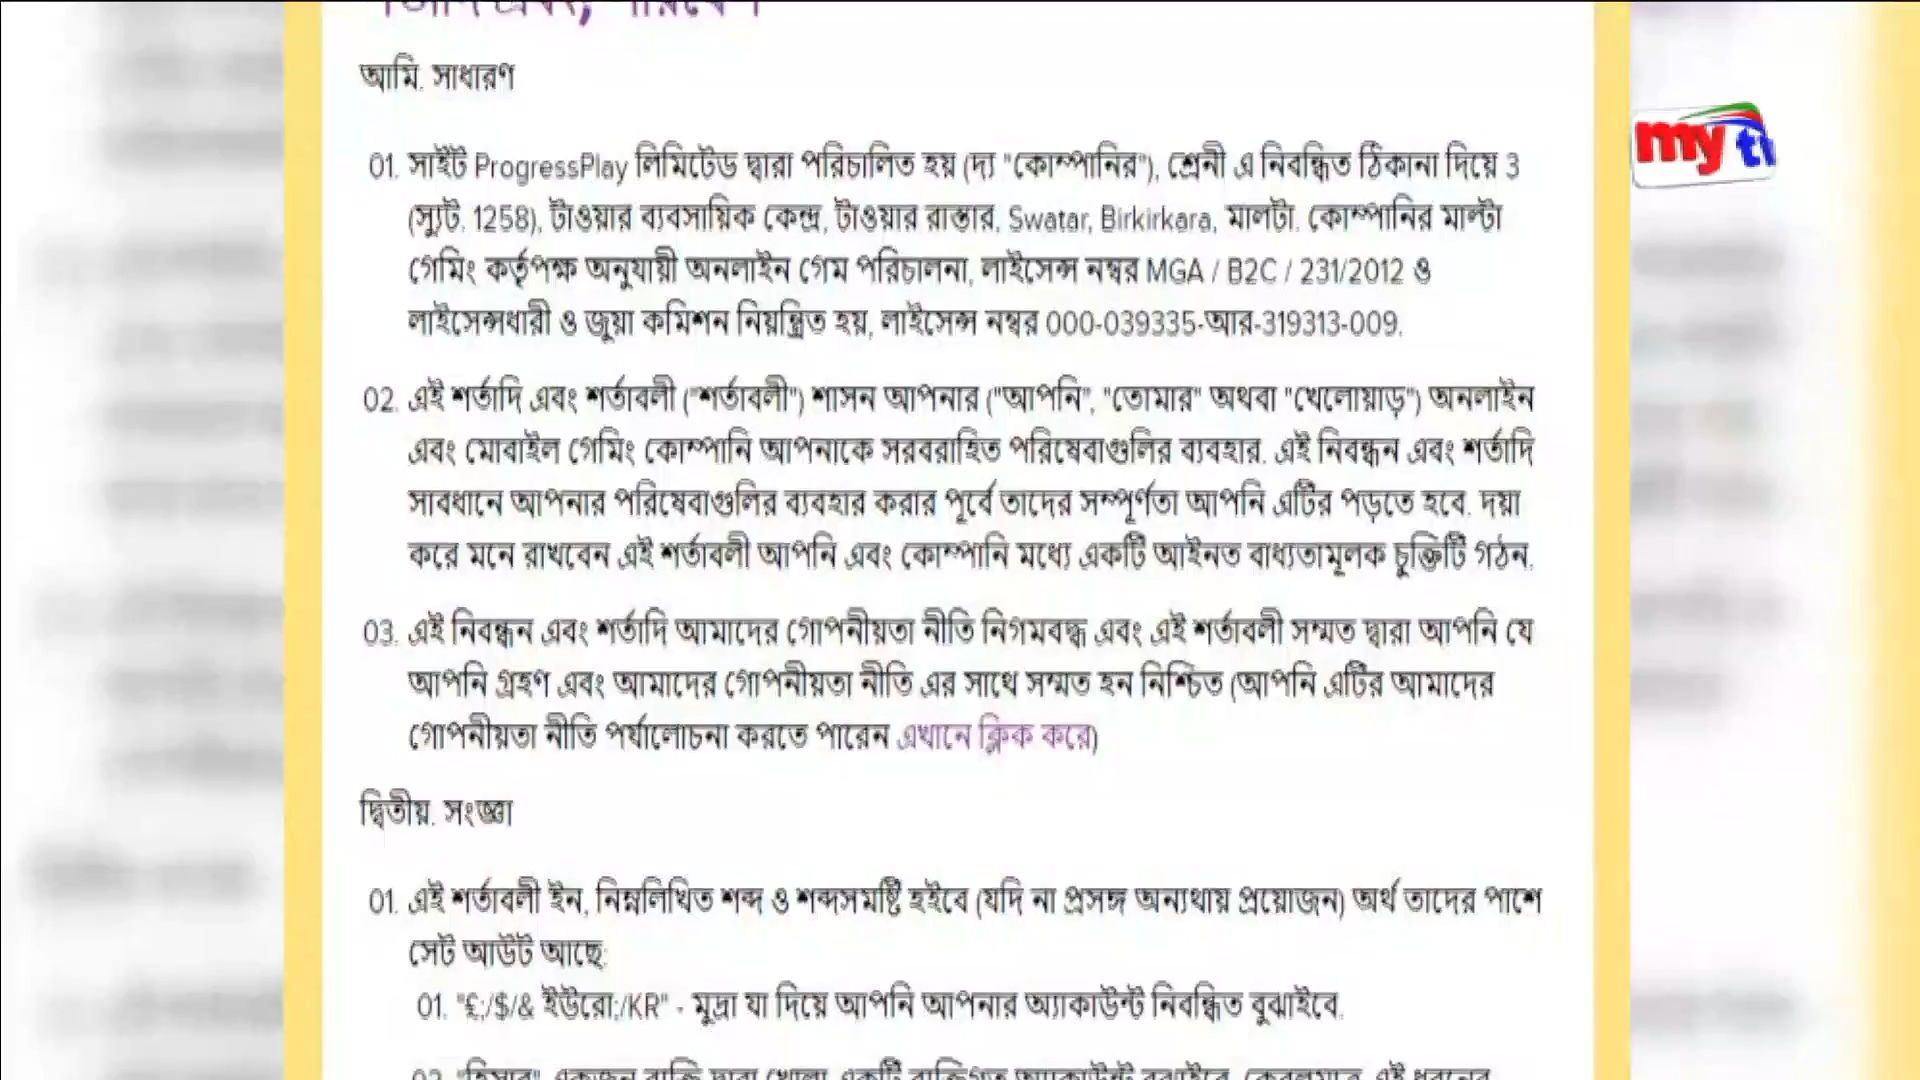 আমি. সাধারণ
my tv
01. সাইট ProgressPlay লিমিটেড দ্বারা পরিচালিত হয় (দ্য "কোম্পানির"), শ্রেনী এ নিবন্ধিত ঠিকানা দিয়ে 3
(স্যুট. 1258), টাওয়ার ব্যবসায়িক কেন্দ্র, টাওয়ার রাস্তার, Swatar, Birkirkara, মালটা. কোম্পানির মাল্টা
গেমিং কর্তৃপক্ষ অনুযায়ী অনলাইন গেম পরিচালনা, লাইসেন্স নম্বর MGA / B2C / 231/2012 ও
লাইসেন্সধারী ও জুয়া কমিশন নিয়ন্ত্রিত হয়, লাইসেন্স নম্বর 000-039335-আর-319313-009.
02. এই শর্তাদি এবং শর্তাবলী ("শর্তাবলী") শাসন আপনার ("আপনি", "তোমার" অথবা "খেলোয়াড়") অনলাইন
এবং মোবাইল গেমিং কোম্পানি আপনাকে সরবরাহিত পরিষেবাগুলির ব্যবহার. এই নিবন্ধন এবং শর্তাদি
সাবধানে আপনার পরিষেবাগুলির ব্যবহার করার পূর্বে তাদের সম্পূর্ণতা আপনি এটির পড়তে হবে. দয়া
করে মনে রাখবেন এই শর্তাবলী আপনি এবং কোম্পানি মধ্যে একটি আইনত বাধ্যতামূলক চুক্তিটি গঠন.
03. এই নিবন্ধন এবং শর্তাদি আমাদের গোপনীয়তা নীতি নিগমবদ্ধ এবং এই শর্তাবলী সম্মত দ্বারা আপনি যে
আপনি গ্রহণ এবং আমাদের গোপনীয়তা নীতি এর সাথে সম্মত হন নিশ্চিত (আপনি এটির আমাদের
গোপনীয়তা নীতি পর্যালোচনা করতে পারেন এখানে ক্লিক করে)
দ্বিতীয়. সংজ্ঞা
01. এই শর্তাবলী ইন, নিম্নলিখিত শব্দ ও শব্দসমষ্টি হইবে (যদি না প্রসঙ্গ অন্যথায় প্রয়োজন) অর্থ তাদের পাশে
সেট আউট আছে:
01. "£;/$/& ইউরো;/KR" - মুদ্রা যা দিয়ে আপনি আপনার অ্যাকাউন্ট নিবন্ধিত বুঝাইবে.